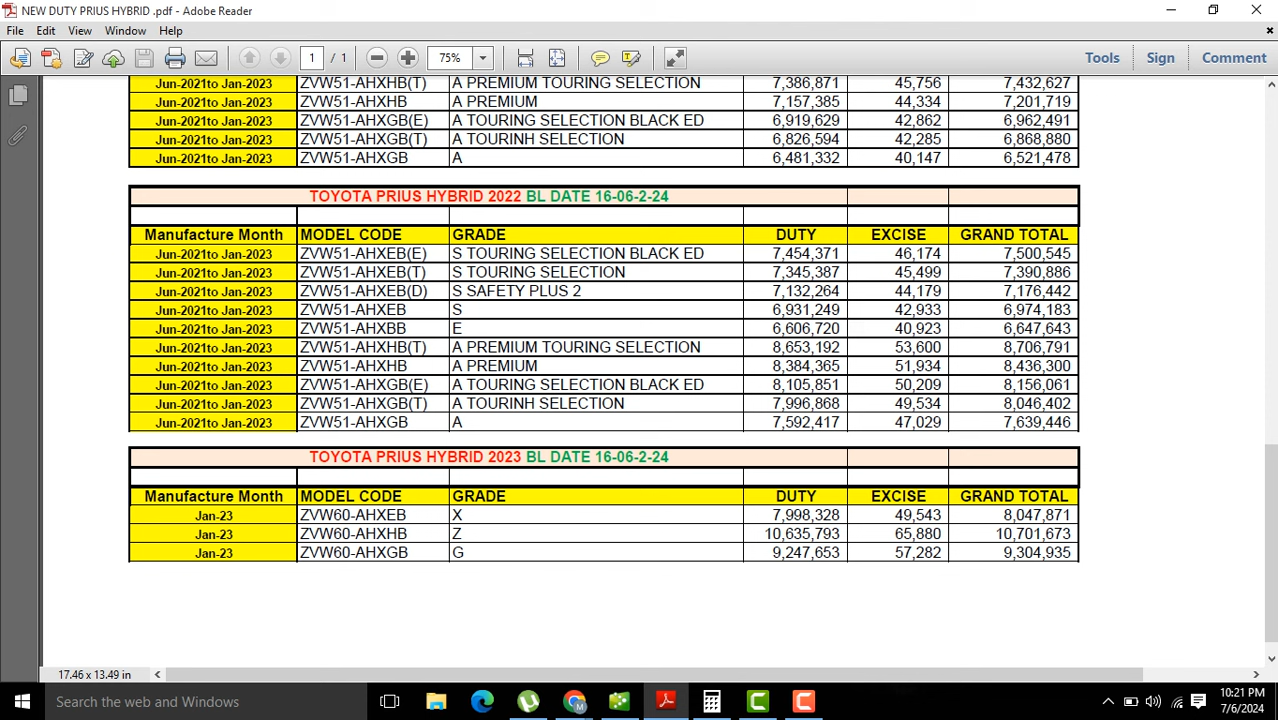 NEW DUTY PRIUS HYBRID .pdf - Adobe Reader
File Edit View Window Help
1 / 1 75% Tools Sign Comment
Jun-2021to Jan-2023 ZVW51-AHXHB(T) A PREMIUM TOURING SELECTION 7,386,871 45,756 7,432,627
Jun-2021to Jan-2023 ZVW51-AHXHB A PREMIUM 7,157,385 44,334 7,201,719
Jun-2021to Jan-2023 ZVW51-AHXGB(E) A TOURING SELECTION BLACK ED 6,919,629 42,862 6,962,491
Jun-2021to Jan-2023 ZVW51-AHXGB(T) A TOURINH SELECTION 6,826,594 42,285 6,868,880
Jun-2021to Jan-2023 ZVW51-AHXGB A 6,481,332 40,147 6,521,478
TOYOTA PRIUS HYBRID 2022 BL DATE 16-06-2-24
Manufacture Month MODEL CODE GRADE DUTY EXCISE GRAND TOTAL
Jun-2021to Jan-2023 ZVW51-AHXEB(E) S TOURING SELECTION BLACK ED 7,454,371 46,174 7,500,545
Jun-2021to Jan-2023 ZVW51-AHXEB(T) S TOURING SELECTION 7,345,387 45,499 7,390,886
Jun-2021to Jan-2023 ZVW51-AHXEB(D) S SAFETY PLUS 2 7,132,264 44,179 7,176,442
Jun-2021to Jan-2023 ZVW51-AHXEB S 6,931,249 42,933 6,974,183
Jun-2021to Jan-2023 ZVW51-AHXBB E 6,606,720 40,923 6,647,643
Jun-2021to Jan-2023 ZVW51-AHXHB(T) A PREMIUM TOURING SELECTION 8,653,192 53,600 8,706,791
Jun-2021to Jan-2023 ZVW51-AHXHB A PREMIUM 8,384,365 51,934 8,436,300
Jun-2021to Jan-2023 ZVW51-AHXGB(E) A TOURING SELECTION BLACK ED 8,105,851 50,209 8,156,061
Jun-2021to Jan-2023 ZVW51-AHXGB(T) A TOURINH SELECTION 7,996,868 49,534 8,046,402
Jun-2021to Jan-2023 ZVW51-AHXGB A 7,592,417 47,029 7,639,446
TOYOTA PRIUS HYBRID 2023 BL DATE 16-06-2-24
Manufacture Month MODEL CODE GRADE DUTY EXCISE GRAND TOTAL
Jan-23 ZVW60-AHXEB X 7,998,328 49,543 8,047,871
Jan-23 ZVW60-AHXHB Z 10,635,793 65,880 10,701,673
Jan-23 ZVW60-AHXGB G 9,247,653 57,282 9,304,935
17.46 x 13.49 in
Search the web and Windows
10:21 PM
7/6/2024